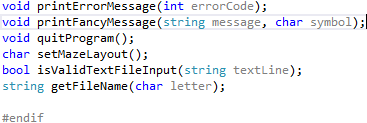 void printErrorMessage(int errorCode);
void printFancyMessage(string message, char symbol);
void quitProgram();
char setMazeLayout();
bool isValidTextFileInput(string textLine);
string getFileName(char letter);
#endif